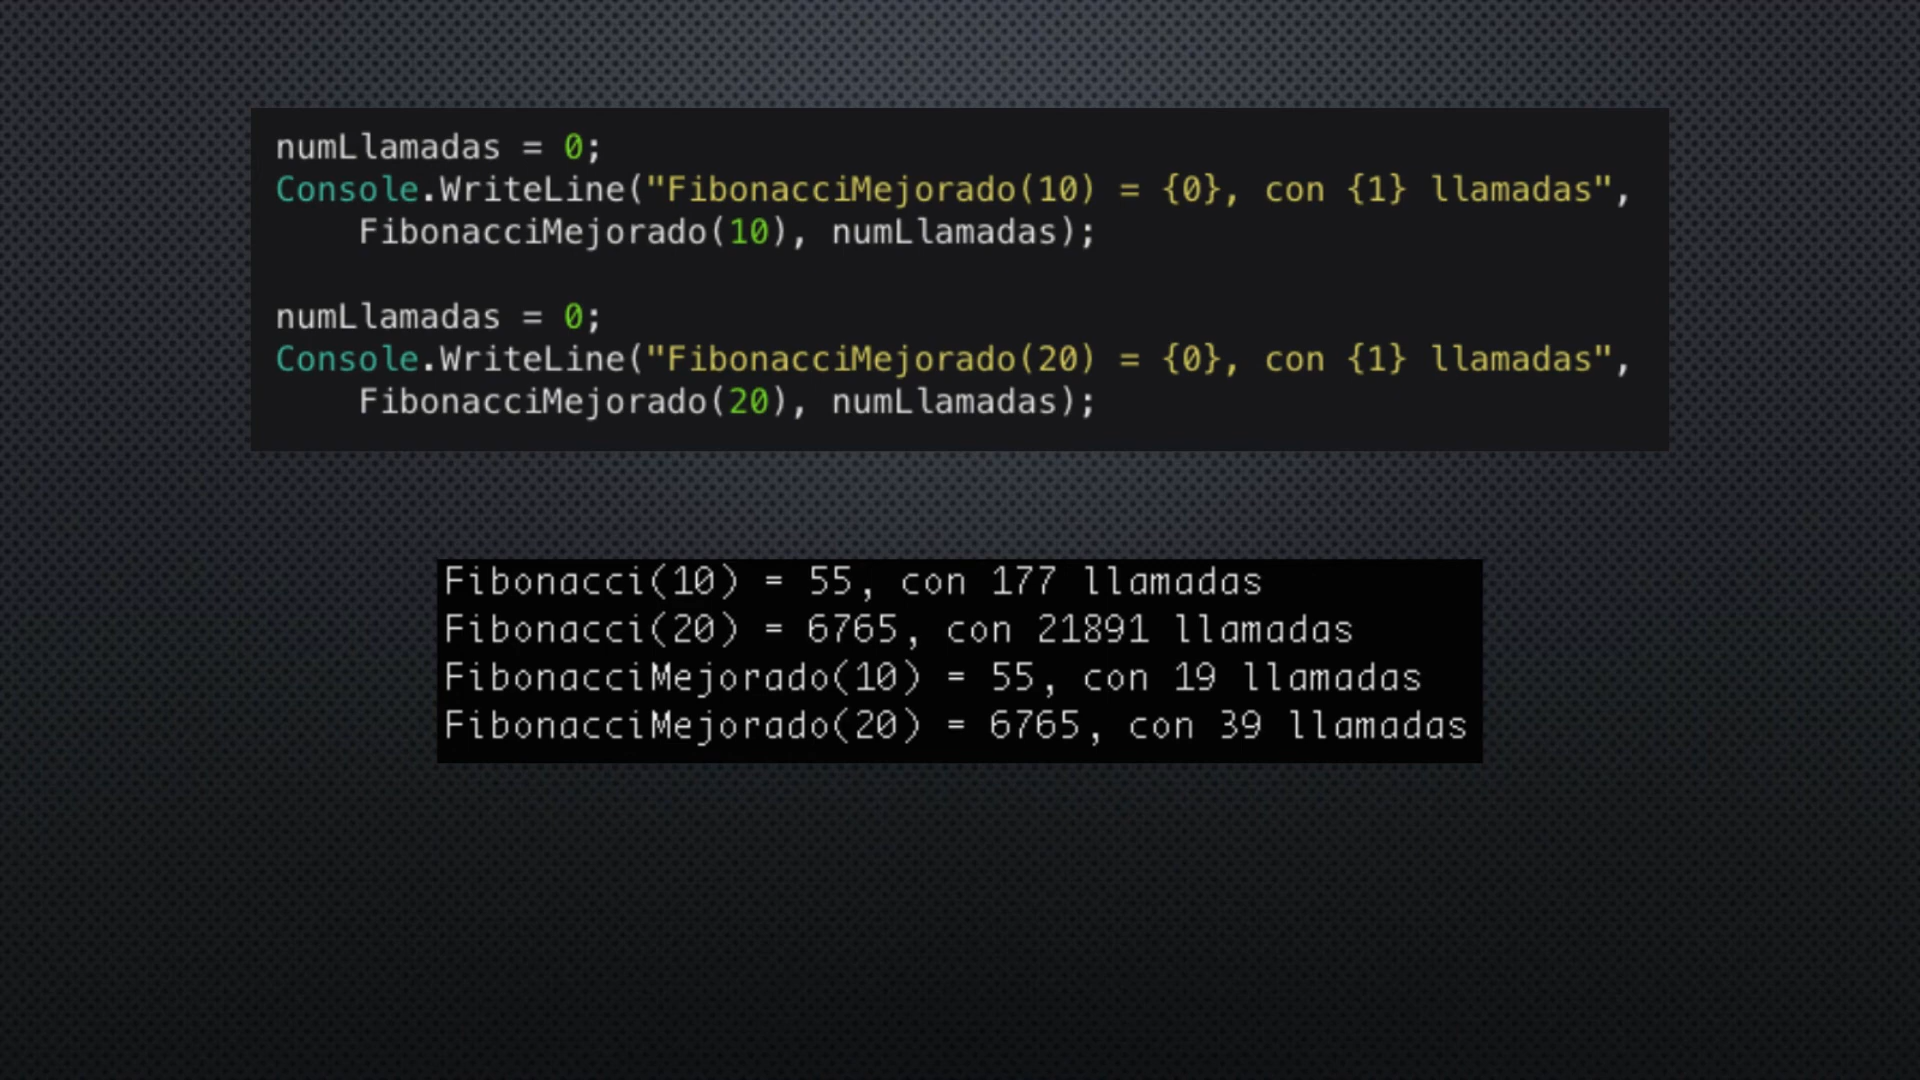 numLlamadas = 0;
Console.WriteLine("FibonacciMejorado(10) = {0}, con {1} llamadas",
    FibonacciMejorado(10), numLlamadas);

numLlamadas = 0;
Console.WriteLine("FibonacciMejorado(20) = {0}, con {1} llamadas",
    FibonacciMejorado(20), numLlamadas);

Fibonacci(10) = 55, con 177 llamadas
Fibonacci(20) = 6765, con 21891 llamadas
FibonacciMejorado(10) = 55, con 19 llamadas
FibonacciMejorado(20) = 6765, con 39 llamadas